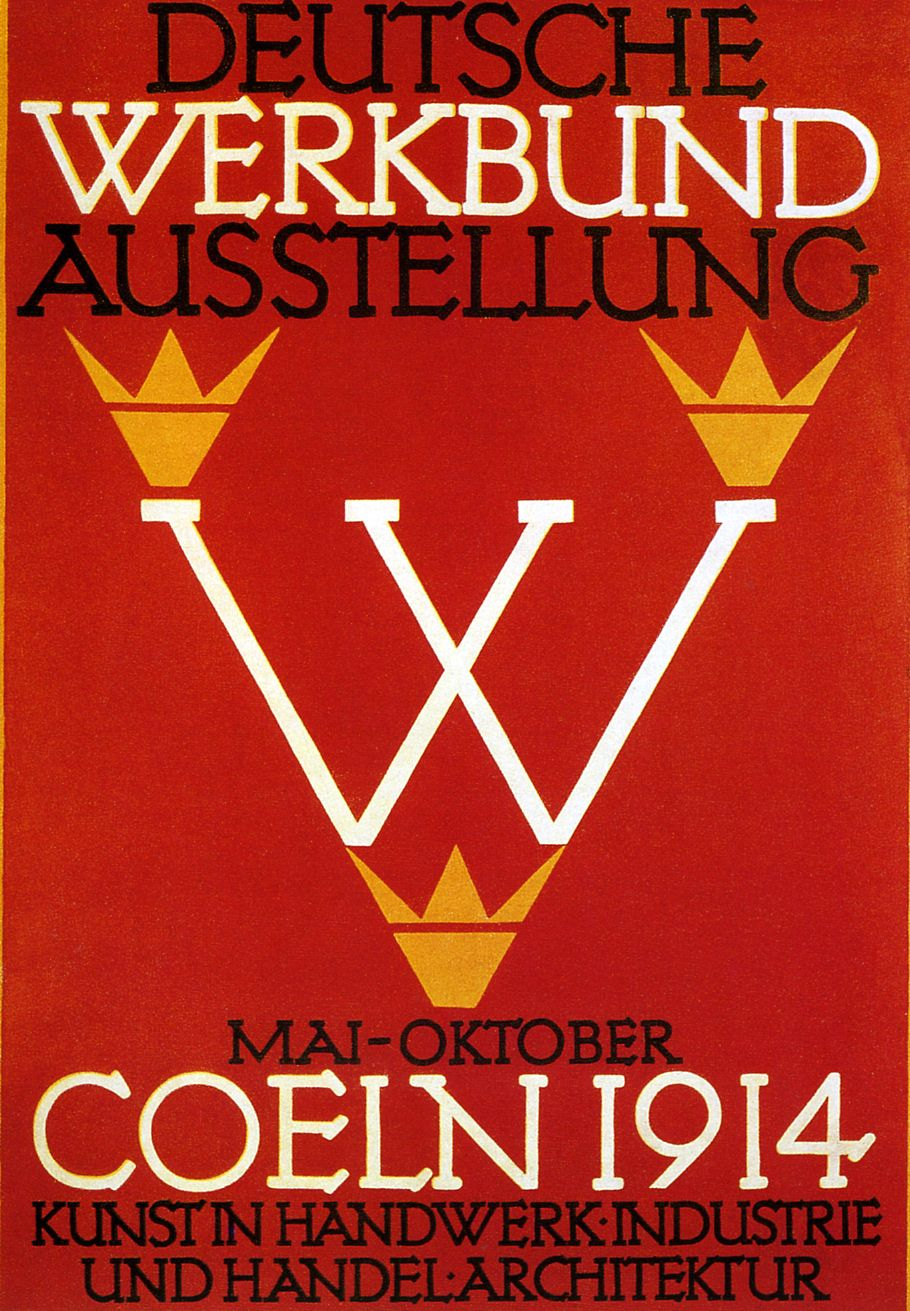 DEUTSCHE
WERKBUND
AUSSTELLUNG
W
MAI-OKTOBER
COELN 1914
KUNST IN HANDWERK·INDUSTRIE
UND HANDEL·ARCHITEKTUR